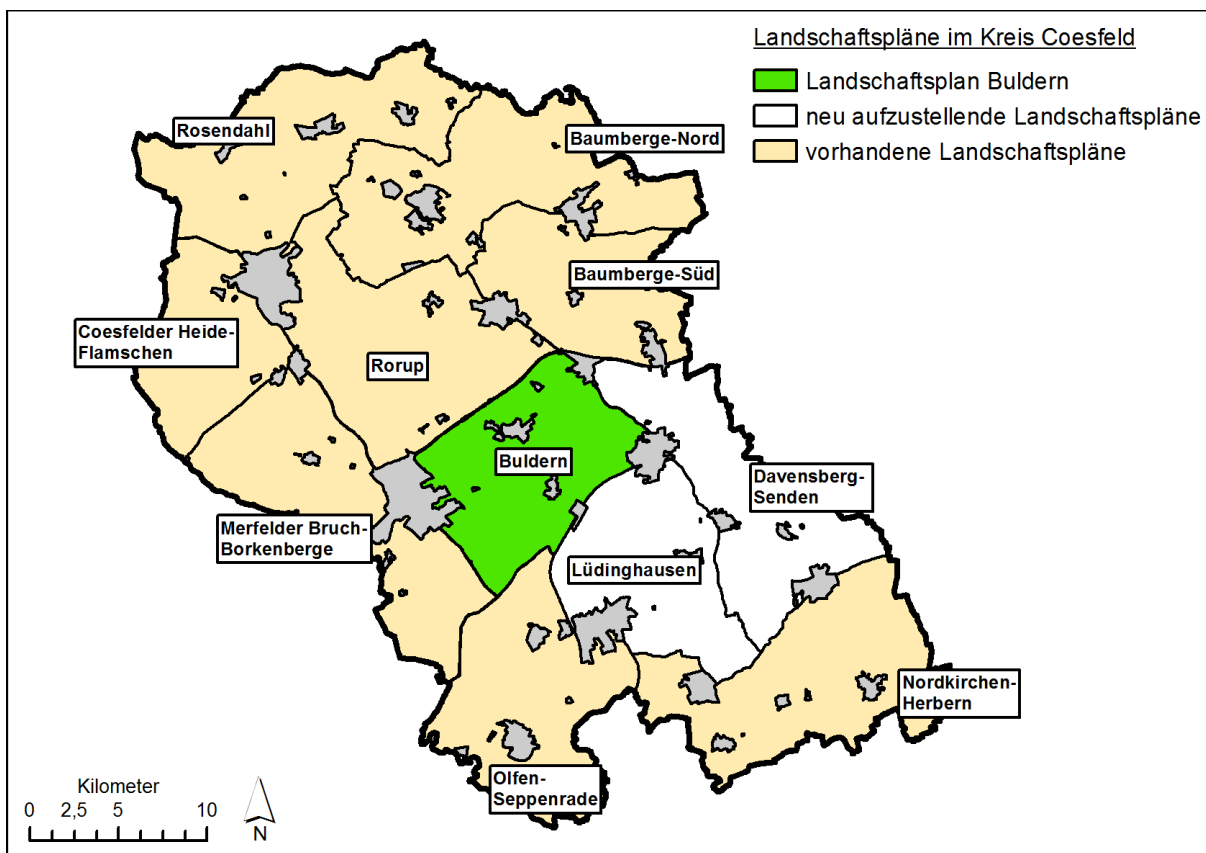 Landschaftspläne im Kreis Coesfeld
Landschaftsplan Buldern
neu aufzustellende Landschaftspläne
vorhandene Landschaftspläne
Rosendahl
Baumberge-Nord
Baumberge-Süd
Coesfelder Heide-
Flamschen
Rorup
Buldern
Davensberg-
Senden
Merfelder Bruch-
Borkenberge
Lüdinghausen
Nordkirchen-
Herbern
Olfen-
Seppenrade
Kilometer
0 2,5 5 10
N